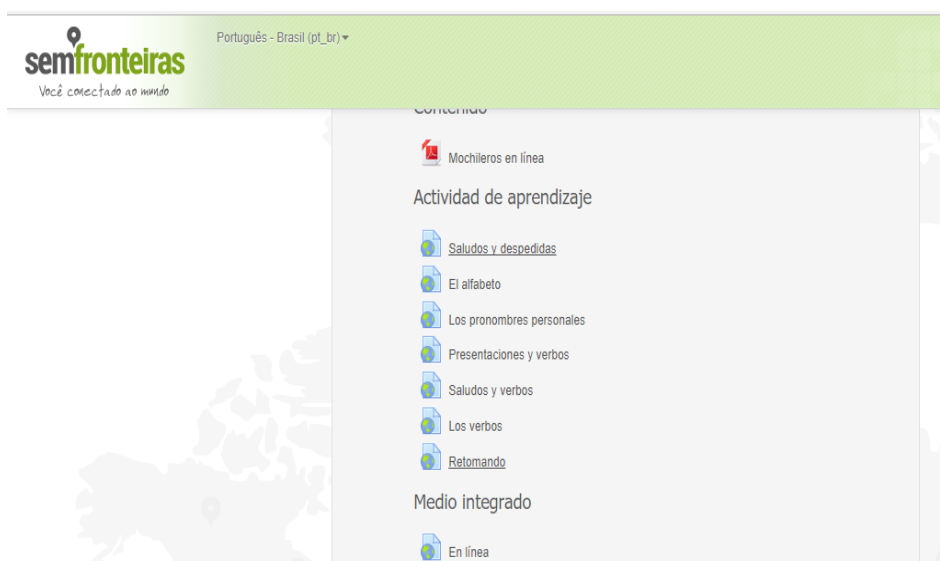 semfronteiras
Você conectado ao mundo
Português - Brasil (pt_br)
Contenido
Mochileros en línea
Actividad de aprendizaje
Saludos y despedidas
El alfabeto
Los pronombres personales
Presentaciones y verbos
Saludos y verbos
Los verbos
Retomando
Medio integrado
En línea